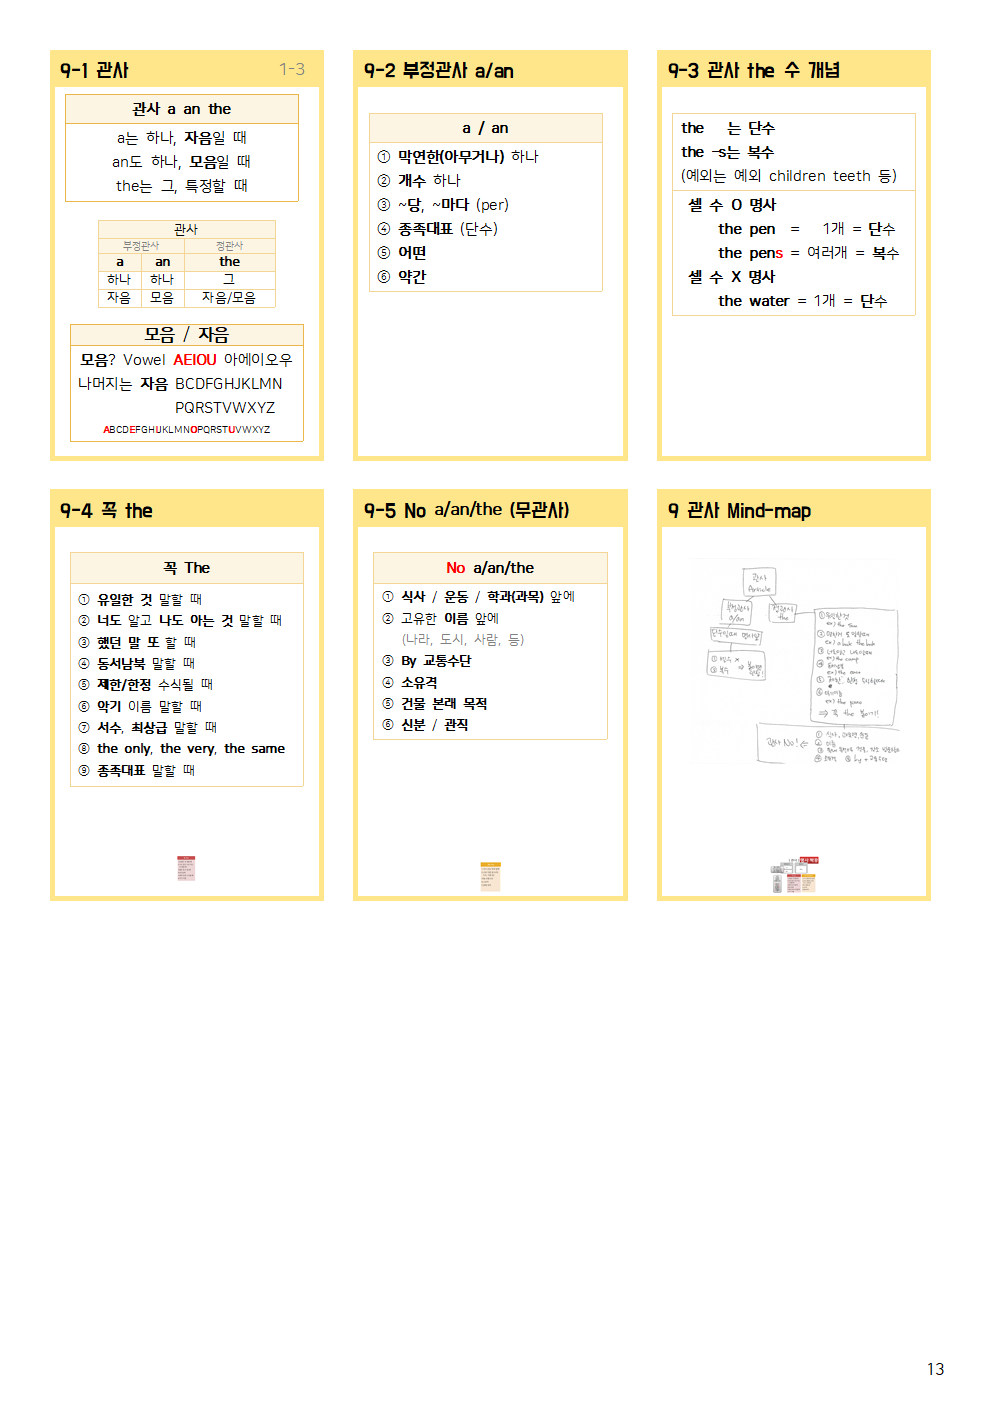 9-1 관사
1-3
관사 a an the
a는 하나, 자음일 때
an도 하나, 모음일 때
the는 그, 특정할 때
관사
부정관사 정관사
a an the
하나 하나 그
자음 모음 자음/모음
모음 / 자음
모음? Vowel AEIOU 아에이오우
나머지는 자음 BCDFGHJKLMN
PQRSTVWXYZ
ABCDEFGHIJKLMNOPQRSTUVWXYZ
9-2 부정관사 a/an
a / an
① 막연한(아무거나) 하나
② 개수 하나
③ ~당, ~마다 (per)
④ 종족대표 (단수)
⑤ 어떤
⑥ 약간
9-3 관사 the 수 개념
the 는 단수
the -s는 복수
(예외는 예외 children teeth 등)
셀 수 O 명사
the pen = 1개 = 단수
the pens = 여러개 = 복수
셀 수 X 명사
the water = 1개 = 단수
9-4 꼭 the
꼭 The
① 유일한 것 말할 때
② 너도 알고 나도 아는 것 말할 때
③ 했던 말 또 할 때
④ 동서남북 말할 때
⑤ 제한/한정 수식될 때
⑥ 악기 이름 말할 때
⑦ 서수, 최상급 말할 때
⑧ the only, the very, the same
⑨ 종족대표 말할 때
9-5 No a/an/the (무관사)
No a/an/the
① 식사 / 운동 / 학과(과목) 앞에
② 고유한 이름 앞에
(나라, 도시, 사람, 등)
③ By 교통수단
④ 소유격
⑤ 건물 본래 목적
⑥ 신분 / 관직
9 관사 Mind-map
관사
Article
부정관사
a/an
정관사
the
단수일때
① 셀수 X
② 복수
ex) the sun
ex) a book the book
⇒ 꼭 the 붙이기!
관사 No!
13